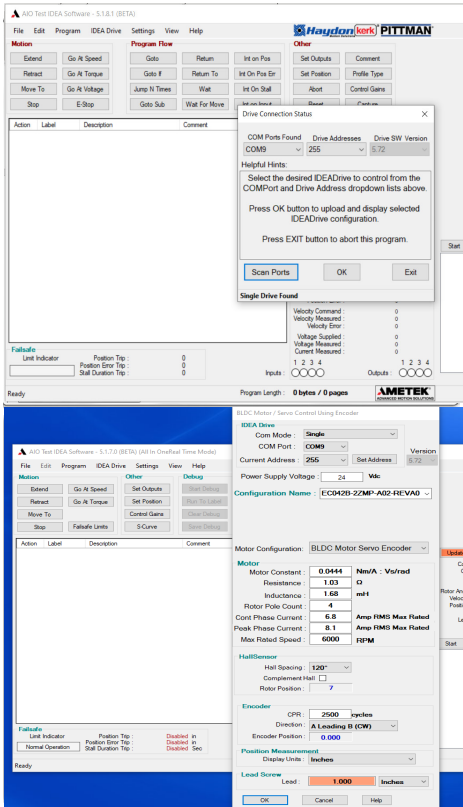 AIO Test IDEA Software - 5.1.8.1 (BETA)
File Edit Program IDEA Drive Settings View Help
Haydon kerk PITTMAN
Motion Program Flow Other
Extend Go At Speed Goto Return Int on Pos Set Outputs Comment
Retract Go At Torque Goto If Return To Int On Pos Err Set Position Profile Type
Move To Go At Voltage Jump N Times Wait Int On Stall Abort Control Gains
Stop E-Stop Goto Sub Wait For Move Int on Input Reset Capture
Action Label Description Comment
Drive Connection Status
COM Ports Found Drive Addresses Drive SW Version
COM9 255 5.72
Helpful Hints:
Select the desired IDEADrive to control from the
COMPort and Drive Address dropdown lists above.
Press OK button to upload and display selected
IDEADrive configuration.
Press EXIT button to abort this program.
Start
Scan Ports OK Exit
Single Drive Found
Position Error :
Velocity Command : 0
Velocity Measured : 0
Velocity Error : 0
Voltage Supplied : 0
Voltage Measured : 0
Current Measured : 0
Failsafe
Limit Indicator Position Trip : 0
Position Error Trip : 0
Stall Duration Trip : 0
1 2 3 4 1 2 3 4
Inputs : Outputs :
Ready Program Length : 0 bytes / 0 pages
AMETEK
ADVANCED MOTION SOLUTIONS
AIO Test IDEA Software - 5.1.7.0 (BETA) (All In OneReal Time Mode)
File Edit Program IDEA Drive Settings View Help
Motion Other Debug
Extend Go At Speed Set Outputs Start Debug
Retract Go At Torque Set Position Run To Label
Move To Control Gains Clear Debug
Stop Failsafe Limits S-Curve Save Debug
Action Label Description Comment
Failsafe
Limit Indicator Position Trip : Disabled in
Position Error Trip : Disabled in
Normal Operation Stall Duration Trip : Disabled Sec
Ready
BLDC Motor / Servo Control Using Encoder
IDEA Drive
Com Mode : Single
COM Port : COM9 Version
Current Address : 255 Set Address 5.72
Power Supply Voltage : 24 Vdc
Configuration Name : EC042B-2ZMP-A02-REVA0
Motor Configuration: BLDC Motor Servo Encoder
Motor
Motor Constant : 0.0444 Nm/A : Vs/rad
Resistance : 1.03 Ω
Inductance : 1.68 mH
Rotor Pole Count : 4
Cont Phase Current : 6.8 Amp RMS Max Rated
Peak Phase Current : 8.1 Amp RMS Max Rated
Max Rated Speed : 6000 RPM
HallSensor
Hall Spacing : 120°
Complement Hall
Rotor Position : 7
Encoder
CPR : 2500 cycles
Direction : A Leading B (CW)
Encoder Position : 0.000
Position Measurement
Display Units : Inches
Lead Screw
Lead : 1.000 Inches
OK Cancel Help
Rotor An
Veloc
Positi
Start